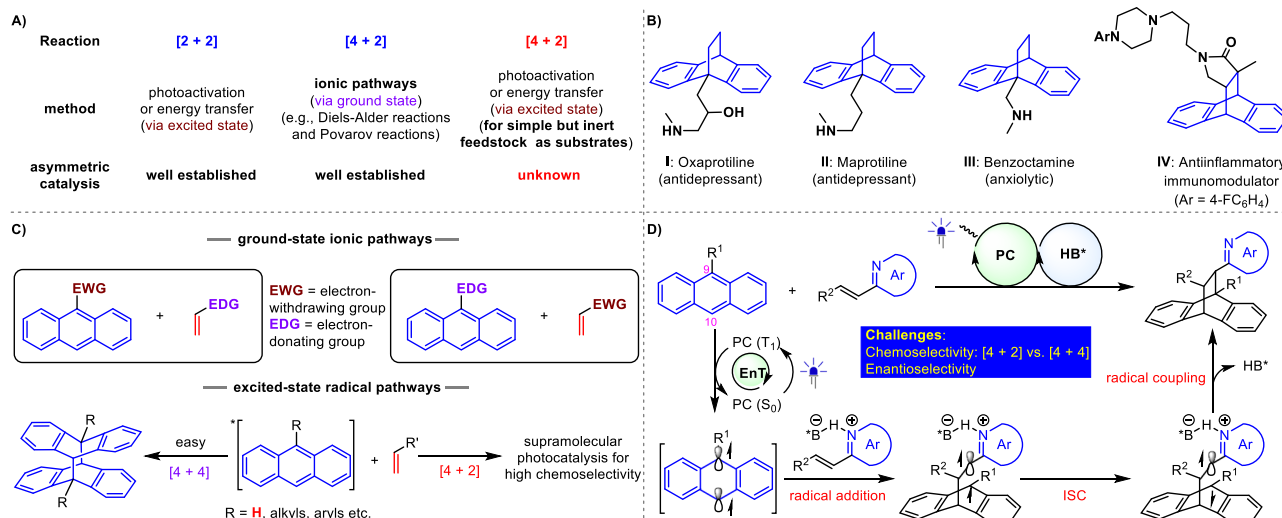 A)
Reaction
[2 + 2]
[4 + 2]
[4 + 2]
method
photoactivation
or energy transfer
(via excited state)
ionic pathways
(via ground state)
(e.g., Diels-Alder reactions
and Povarov reactions)
photoactivation
or energy transfer
(via excited state)
(for simple but inert
feedstock as substrates)
asymmetric
catalysis
well established
well established
unknown
B)
OH
HN
I: Oxaprotiline
(antidepressant)
HN
II: Maprotiline
(antidepressant)
NH
III: Benzoctamine
(anxiolytic)
N
N
Ar
N
O
IV: Antiinflammatory
immunomodulator
(Ar = 4-FC6H4)
C)
ground-state ionic pathways
EWG
+
EDG
EWG = electron-
withdrawing group
EDG = electron-
donating group
EDG
+
EWG
excited-state radical pathways
R
R
easy
[4 + 4]
*
R
+
R'
[4 + 2]
supramolecular
photocatalysis for
high chemoselectivity
R = H, alkyls, aryls etc.
D)
R1
9
10
+
R2
N
Ar
PC
HB*
N
Ar
R2
R1
Challenges:
Chemoselectivity: [4 + 2] vs. [4 + 4]
Enantioselectivity
PC (T1)
EnT
PC (S0)
radical coupling
HB*
R1
⊖
*B
H
N
⊕
Ar
R2
radical addition
⊖
*B
H
N
⊕
Ar
R2
R1
ISC
⊖
*B
H
N
⊕
Ar
R2
R1